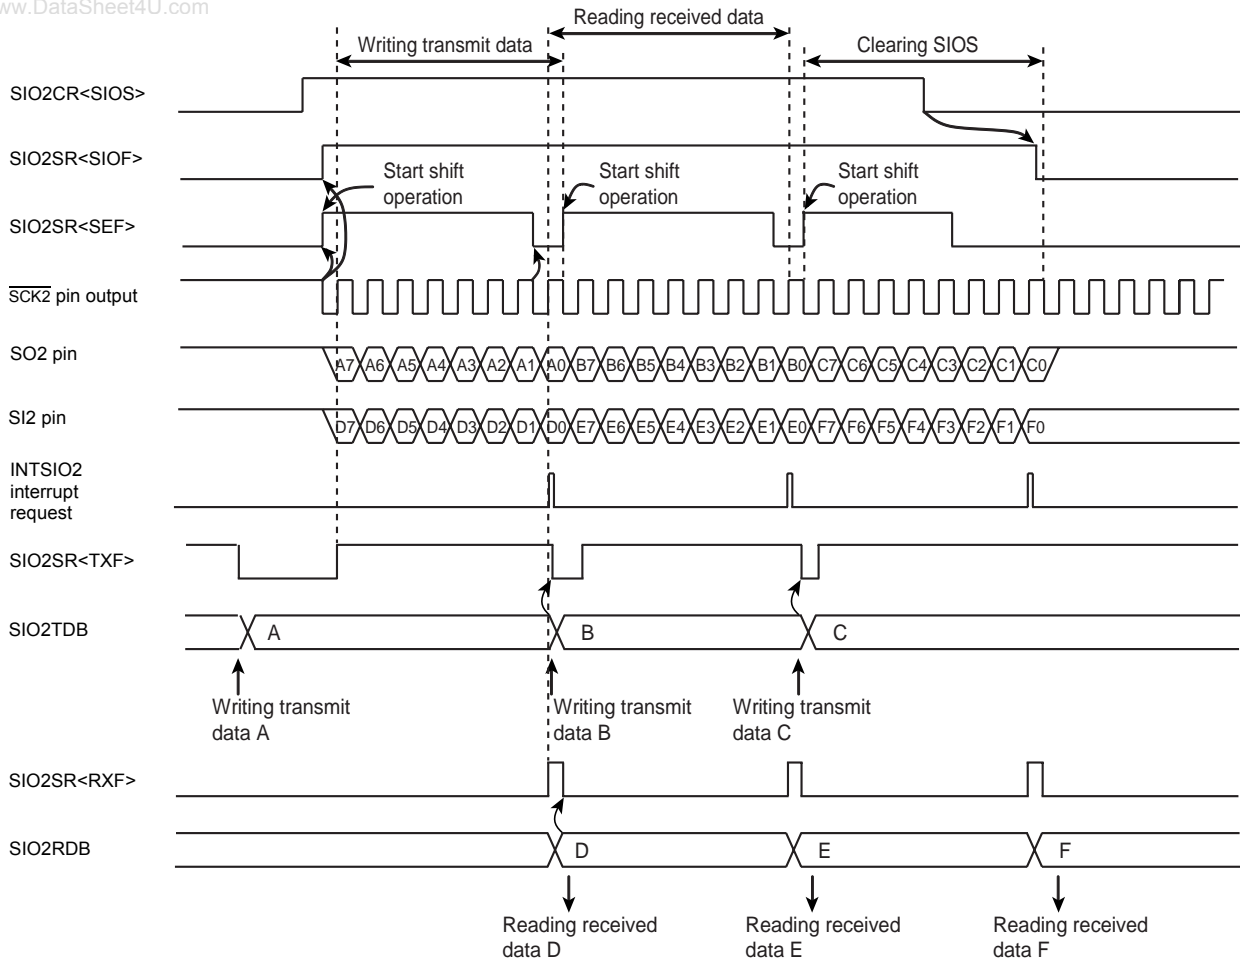 ww.DataSheet4U.com
Reading received data
Writing transmit data
Clearing SIOS
SIO2CR<SIOS>
SIO2SR<SIOF>
Start shift
operation
Start shift
operation
Start shift
operation
SIO2SR<SEF>
SCK2 pin output
SO2 pin
A7 A6 A5 A4 A3 A2 A1 A0 B7 B6 B5 B4 B3 B2 B1 B0 C7 C6 C5 C4 C3 C2 C1 C0
SI2 pin
D7 D6 D5 D4 D3 D2 D1 D0 E7 E6 E5 E4 E3 E2 E1 E0 F7 F6 F5 F4 F3 F2 F1 F0
INTSIO2
interrupt
request
SIO2SR<TXF>
SIO2TDB
A
B
C
Writing transmit
data A
Writing transmit
data B
Writing transmit
data C
SIO2SR<RXF>
SIO2RDB
D
E
F
Reading received
data D
Reading received
data E
Reading received
data F